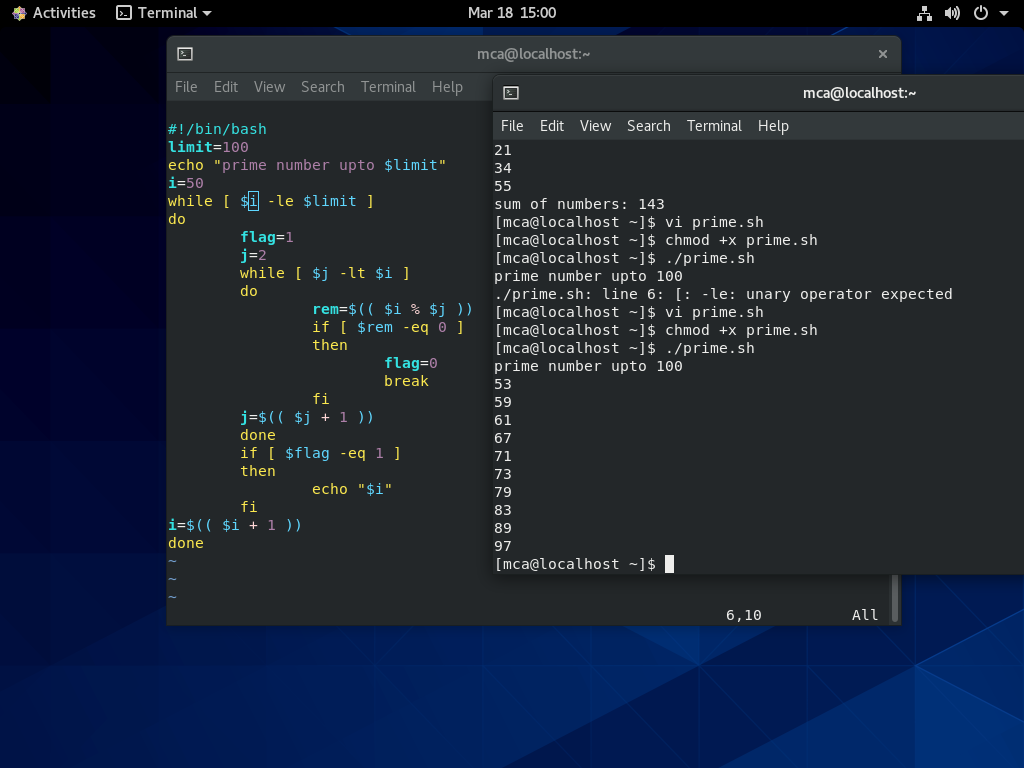 Activities Terminal Mar 18 15:00
mca@localhost:~
File Edit View Search Terminal Help
#!/bin/bash
limit=100
echo "prime number upto $limit"
i=50
while [ $i -le $limit ]
do
        flag=1
        j=2
        while [ $j -lt $i ]
        do
                rem=$(( $i % $j ))
                if [ $rem -eq 0 ]
                then
                        flag=0
                        break
                fi
        j=$(( $j + 1 ))
        done
        if [ $flag -eq 1 ]
        then
                echo "$i"
        fi
i=$(( $i + 1 ))
done
~
~
~
6,10 All
mca@localhost:~
File Edit View Search Terminal Help
21
34
55
sum of numbers: 143
[mca@localhost ~]$ vi prime.sh
[mca@localhost ~]$ chmod +x prime.sh
[mca@localhost ~]$ ./prime.sh
prime number upto 100
./prime.sh: line 6: [: -le: unary operator expected
[mca@localhost ~]$ vi prime.sh
[mca@localhost ~]$ chmod +x prime.sh
[mca@localhost ~]$ ./prime.sh
prime number upto 100
53
59
61
67
71
73
79
83
89
97
[mca@localhost ~]$